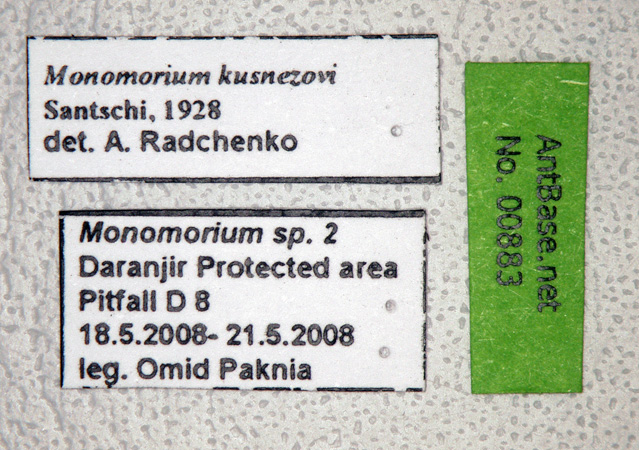 Monomorium kusnezovi
Santschi, 1928
det. A. Radchenko
Monomorium sp. 2
Daranjir Protected area
Pitfall D 8
18.5.2008- 21.5.2008
leg. Omid Paknia
AntBase.net
No. 00883